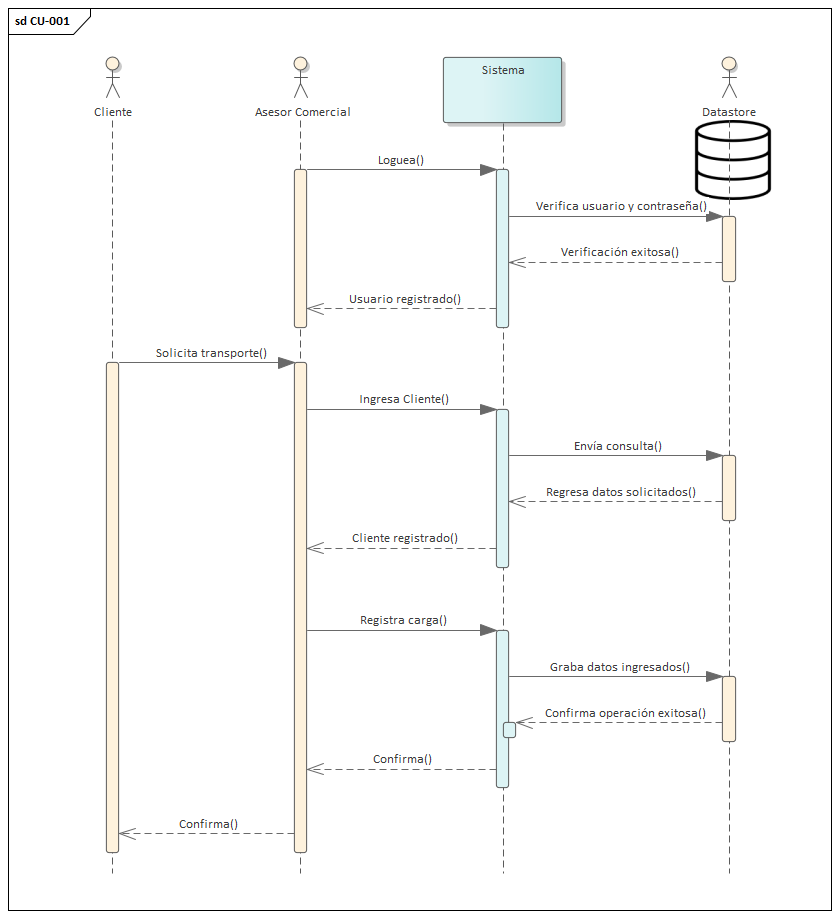 sd CU-001
Cliente
Asesor Comercial
Sistema
Datastore
Loguea()
Verifica usuario y contraseña()
Verificación exitosa()
Usuario registrado()
Solicita transporte()
Ingresa Cliente()
Envía consulta()
Regresa datos solicitados()
Cliente registrado()
Registra carga()
Graba datos ingresados()
Confirma operación exitosa()
Confirma()
Confirma()